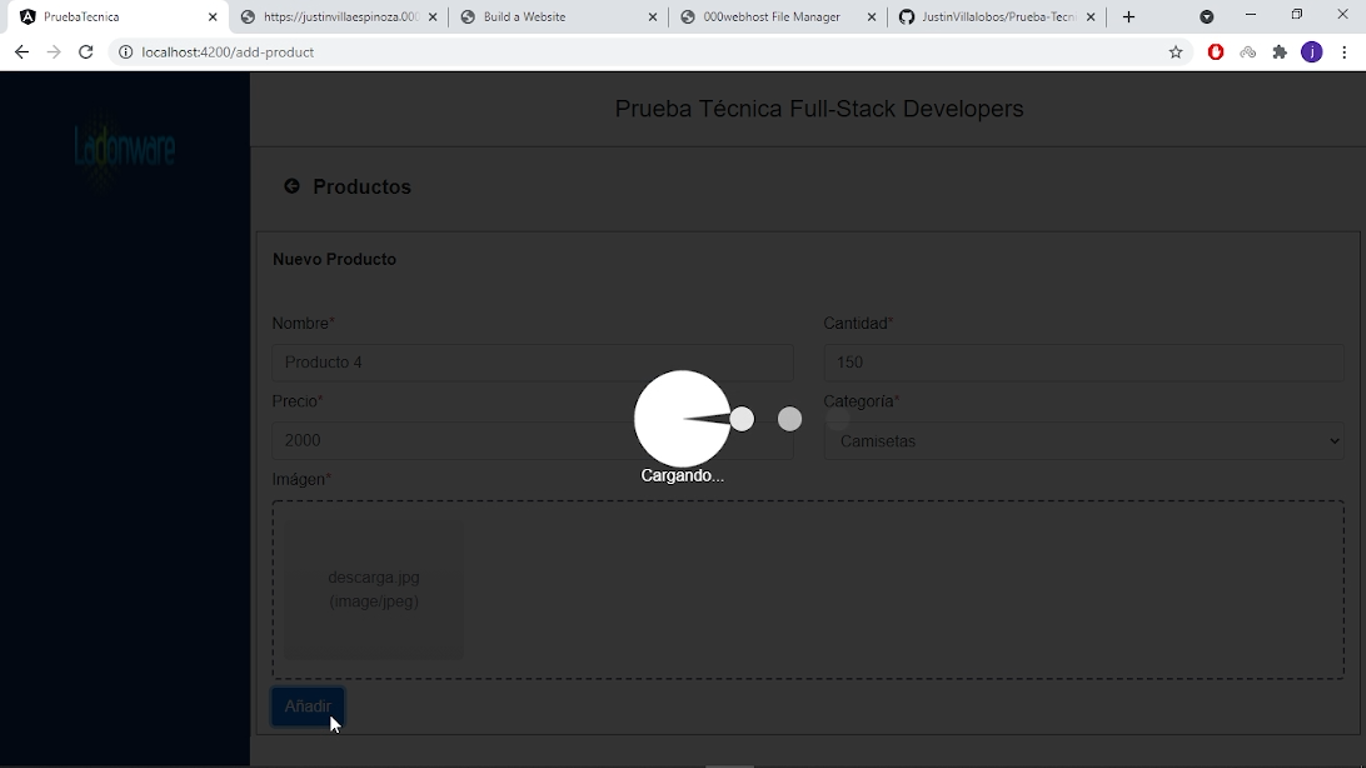 PruebaTecnica
https://justinvillaespinoza.000
Build a Website
000webhost File Manager
JustinVillalobos/Prueba-Tecn
j
localhost:4200/add-product
Ladonware
Prueba Técnica Full-Stack Developers
Productos
Nuevo Producto
Nombre*
Cantidad*
Producto 4
150
Precio*
Categoría*
2000
Camisetas
Cargando...
Imágen*
descarga.jpg
(image/jpeg)
Añadir